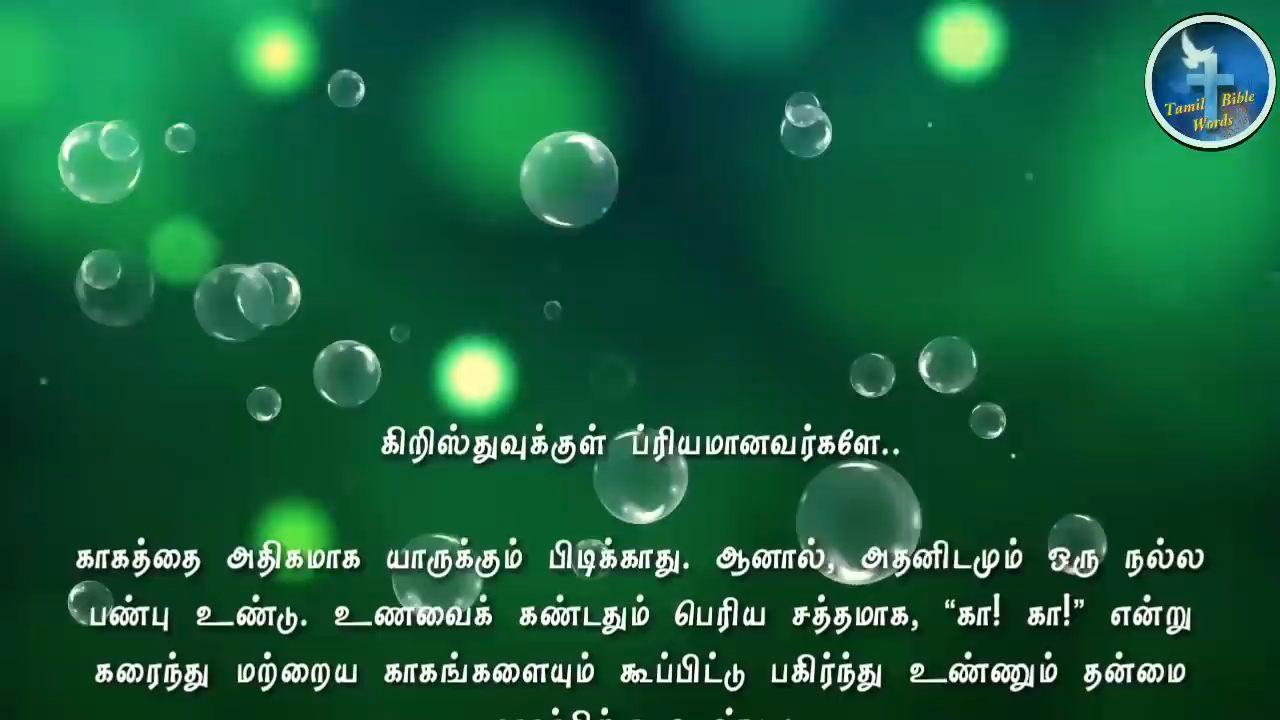 Tamil Bible
Words
கிறிஸ்துவுக்குள் ப்ரியமானவர்களே..
காகத்தை அதிகமாக யாருக்கும் பிடிக்காது. ஆனால், அதனிடமும் ஒரு நல்ல
பண்பு உண்டு. உணவைக் கண்டதும் பெரிய சத்தமாக, “கா! கா!” என்று
கரைந்து மற்றைய காகங்களையும் கூப்பிட்டு பகிர்ந்து உண்ணும் தன்மை